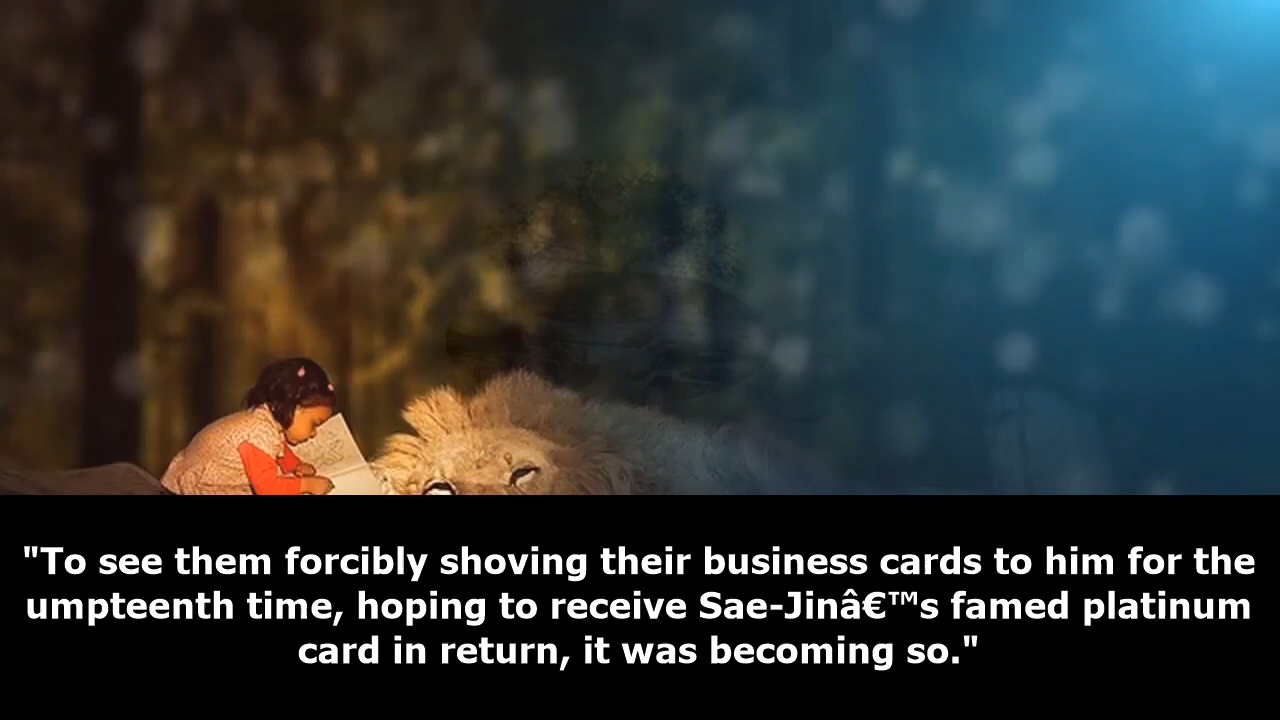 "To see them forcibly shoving their business cards to him for the
umpteenth time, hoping to receive Sae-Jinâ€™s famed platinum
card in return, it was becoming so."